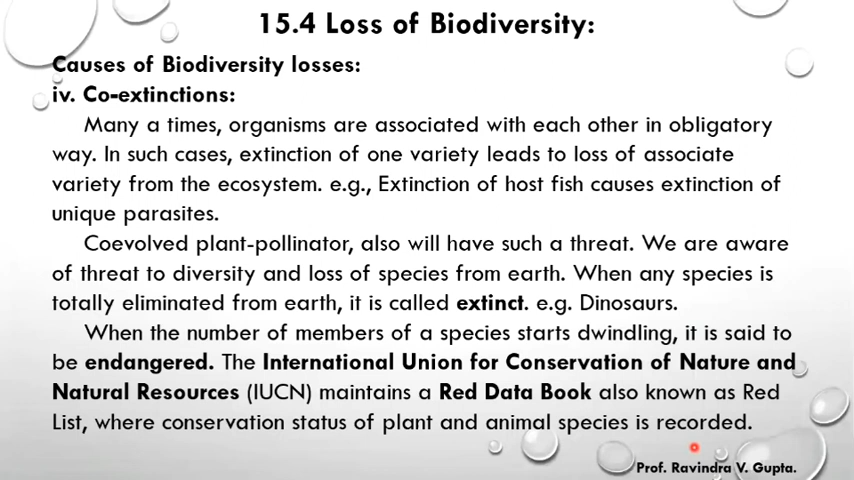 15.4 Loss of Biodiversity:
Causes of Biodiversity losses:
iv. Co-extinctions:
Many a times, organisms are associated with each other in obligatory
way. In such cases, extinction of one variety leads to loss of associate
variety from the ecosystem. e.g., Extinction of host fish causes extinction of
unique parasites.
Coevolved plant-pollinator, also will have such a threat. We are aware
of threat to diversity and loss of species from earth. When any species is
totally eliminated from earth, it is called extinct. e.g. Dinosaurs.
When the number of members of a species starts dwindling, it is said to
be endangered. The International Union for Conservation of Nature and
Natural Resources (IUCN) maintains a Red Data Book also known as Red
List, where conservation status of plant and animal species is recorded.
Prof. Ravindra V. Gupta.